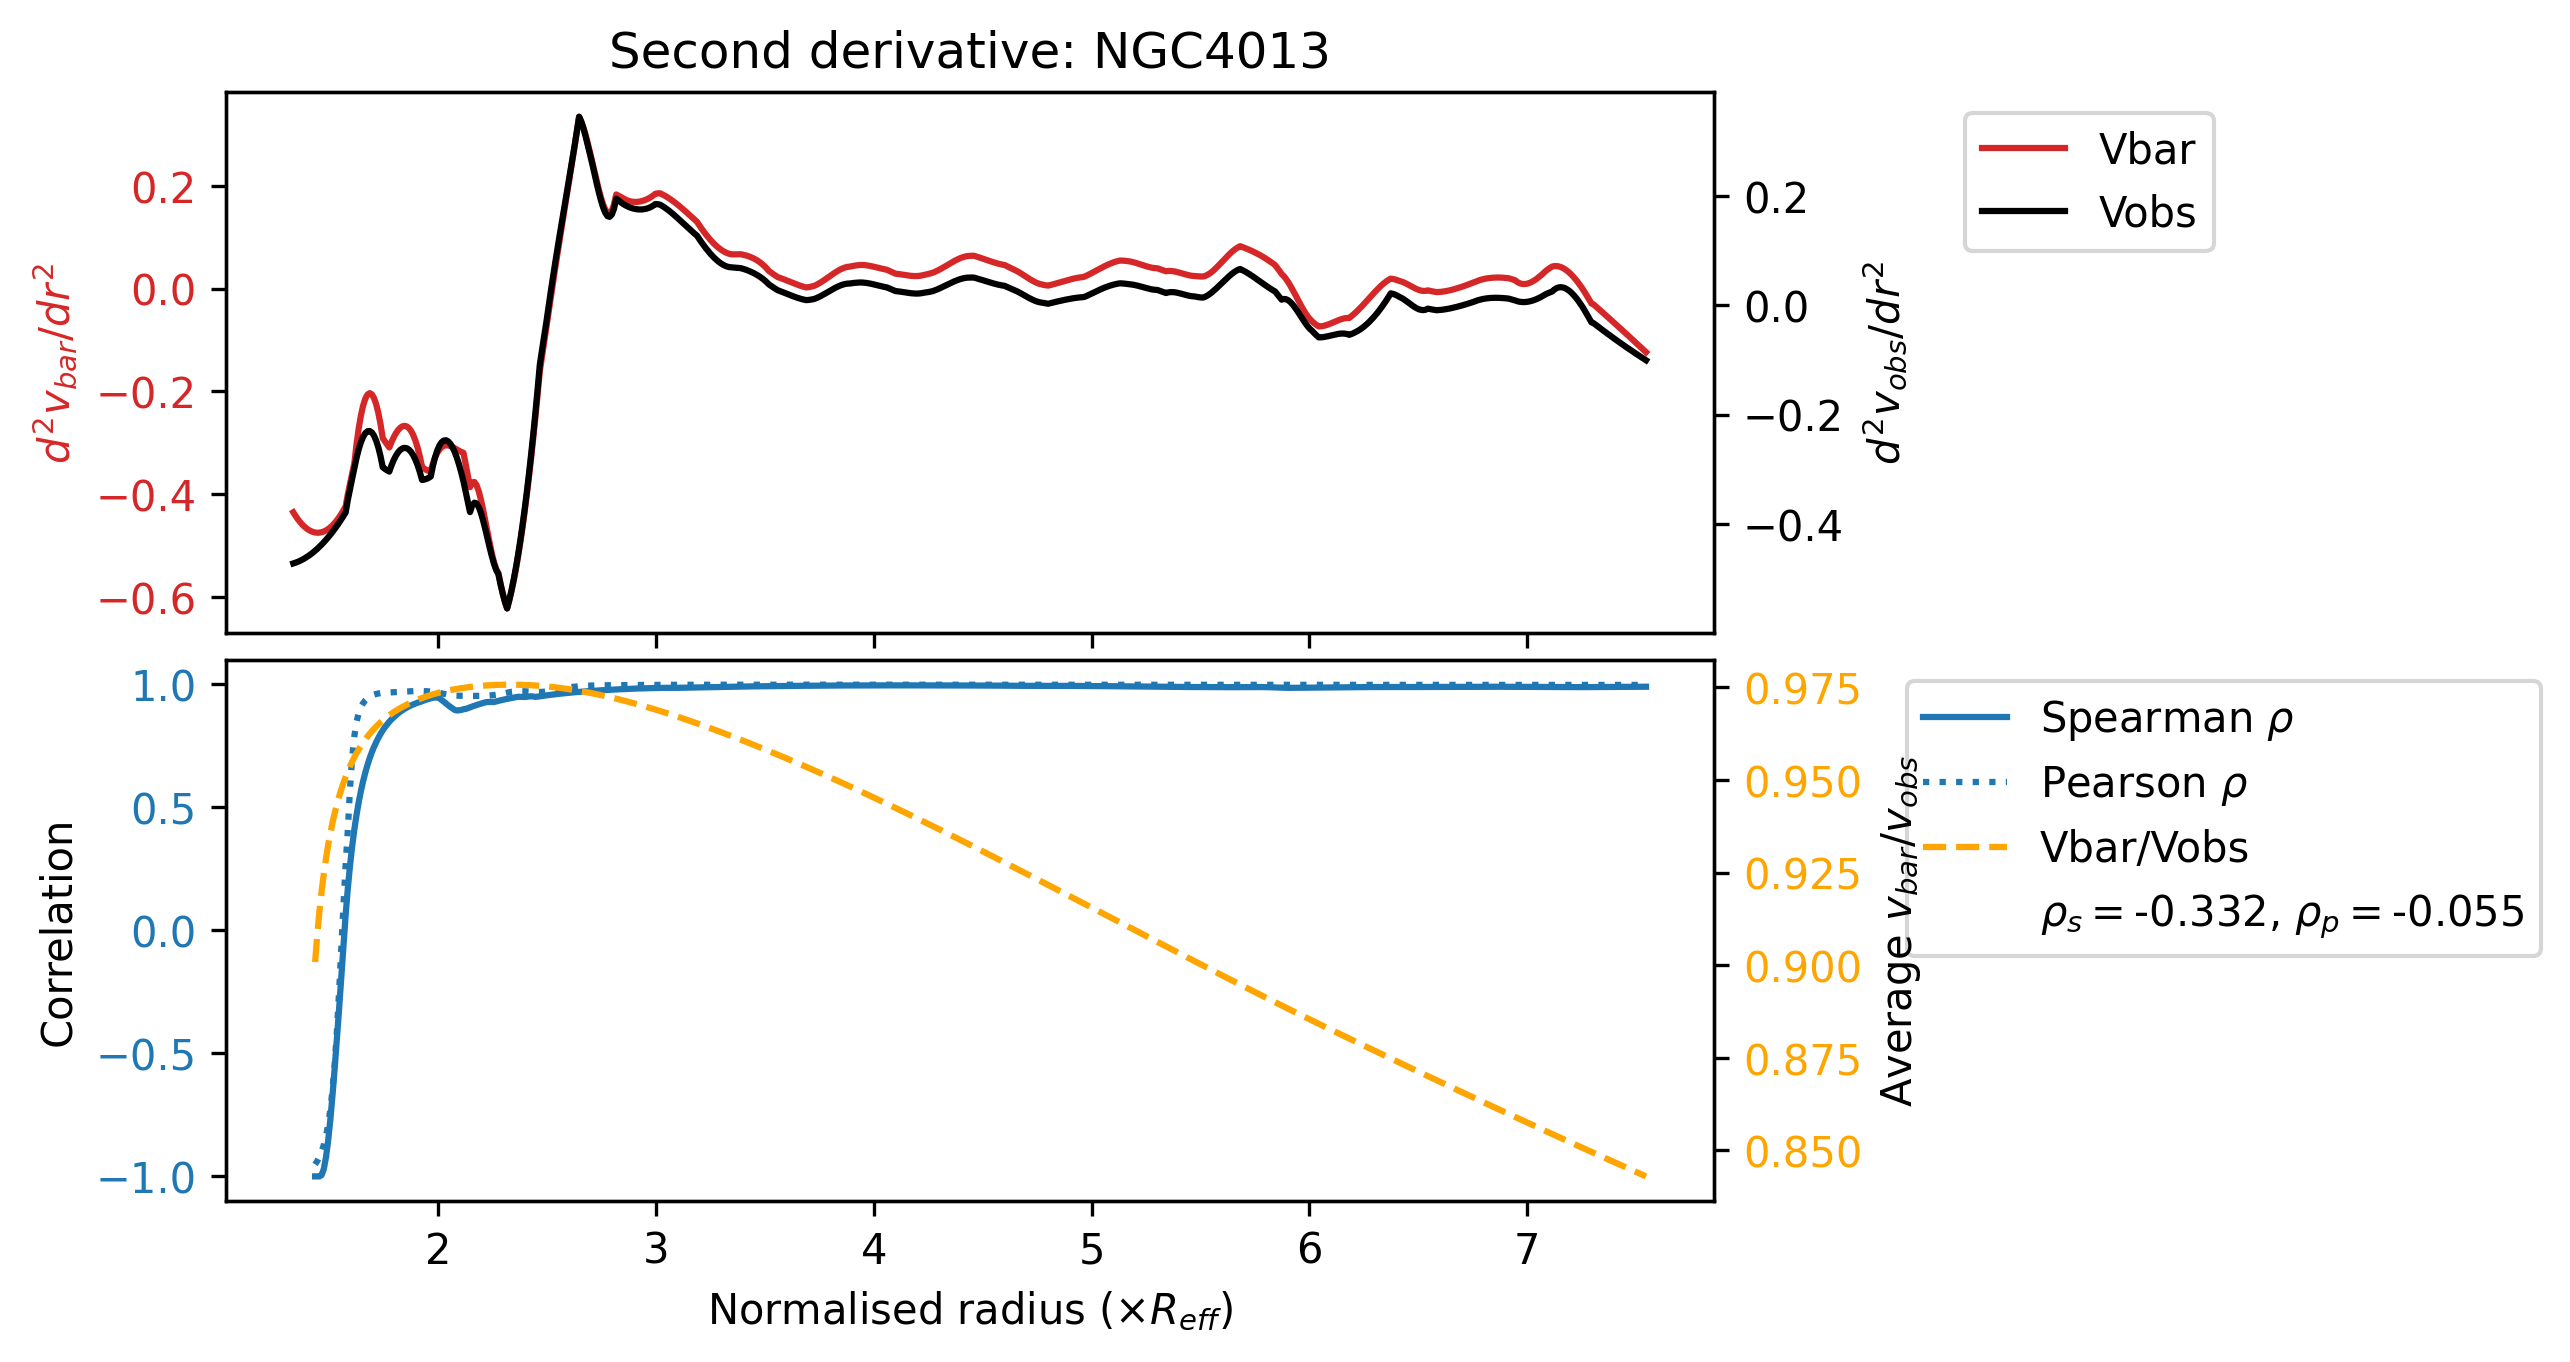 Second derivative: NGC4013
d²v_bar/dr²
0.2
0.0
−0.2
−0.4
−0.6
0.2
0.0
−0.2
−0.4
d²v_obs/dr²
Vbar
Vobs
Correlation
1.0
0.5
0.0
−0.5
−1.0
0.975
0.950
0.925
0.900
0.875
0.850
Average v_bar/v_obs
Spearman ρ
Pearson ρ
Vbar/Vobs
ρ_s = -0.332, ρ_p = -0.055
2 3 4 5 6 7
Normalised radius (×R_eff)